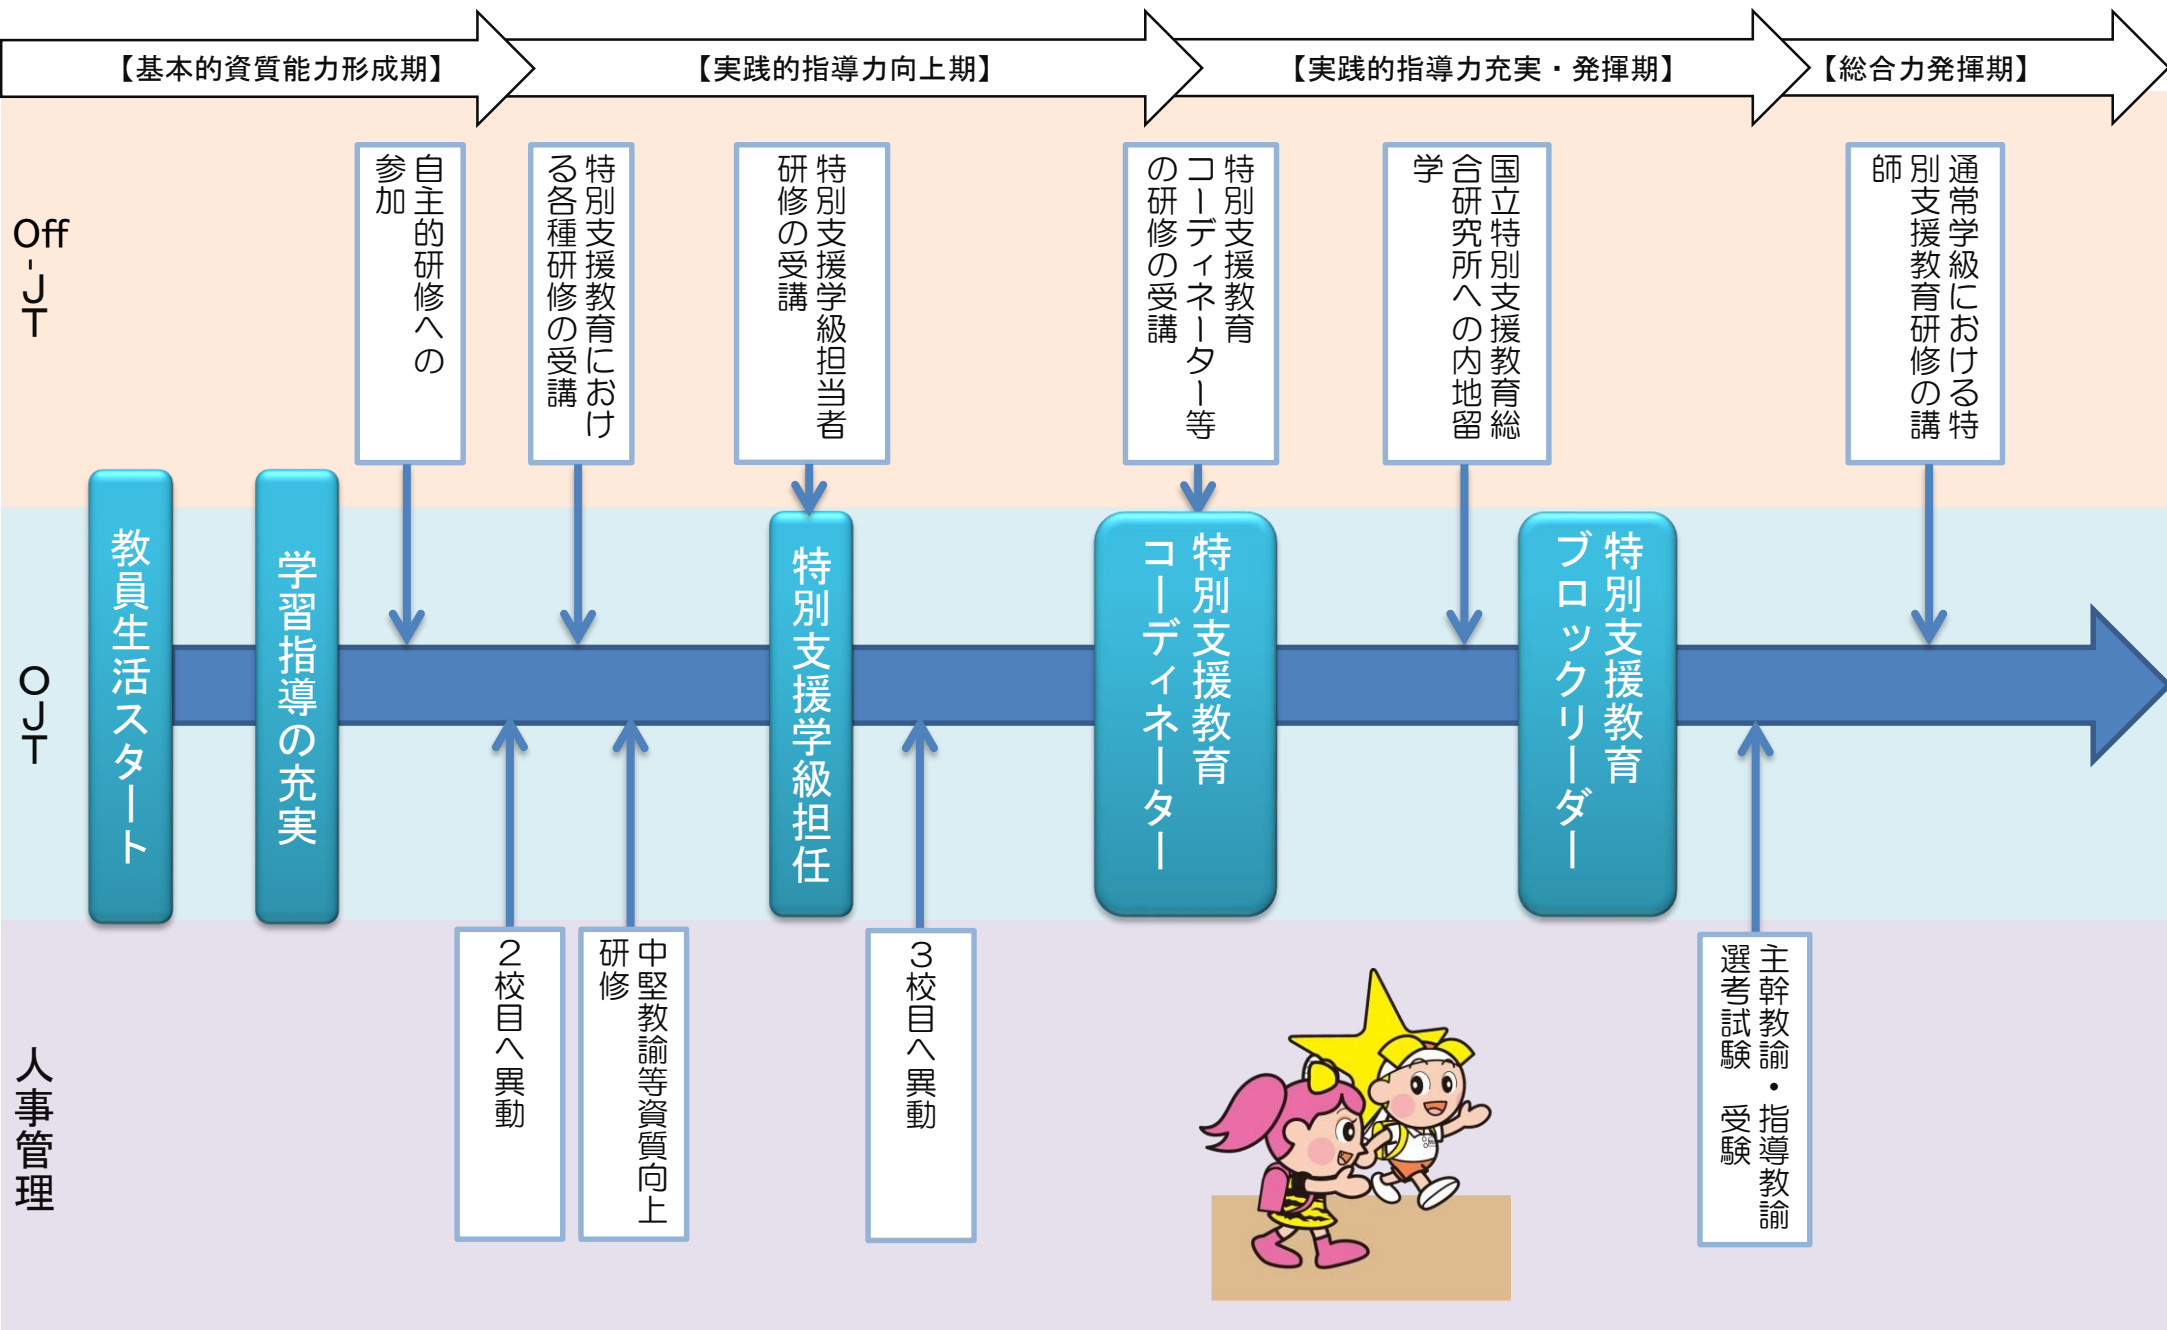 【基本的資質能力形成期】
【実践的指導力向上期】
【実践的指導力充実・発揮期】
【総合力発揮期】
Off-JT
自主的研修への
参加
特別支援教育におけ
る各種研修の受講
特別支援学級担当者
研修の受講
特別支援教育
コーディネーター等
の研修の受講
国立特別支援教育総
合研究所への内地留
学
通常学級における特
別支援教育研修の講
師
OJT
教員生活スタート
学習指導の充実
特別支援学級担任
特別支援教育
コーディネーター
特別支援教育
ブロックリーダー
人事管理
２校目へ異動
中堅教諭等資質向上
研修
３校目へ異動
主幹教諭・指導教諭
選考試験　受験